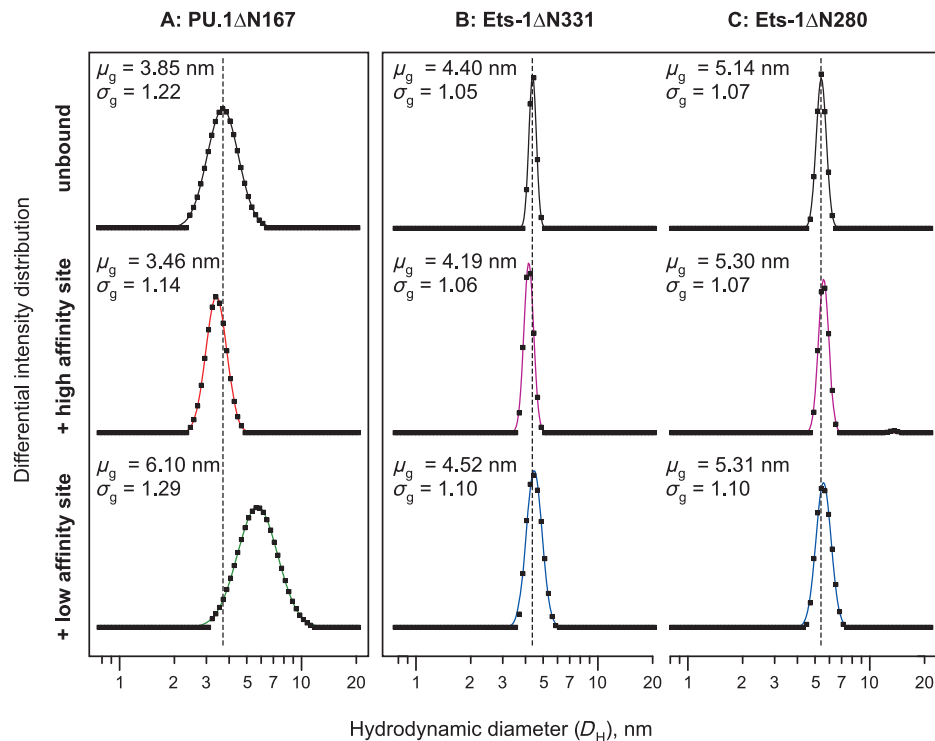 A: PU.1ΔN167
B: Ets-1ΔN331
C: Ets-1ΔN280
Differential intensity distribution
unbound
μg = 3.85 nm
σg = 1.22
μg = 4.40 nm
σg = 1.05
μg = 5.14 nm
σg = 1.07
+ high affinity site
μg = 3.46 nm
σg = 1.14
μg = 4.19 nm
σg = 1.06
μg = 5.30 nm
σg = 1.07
+ low affinity site
μg = 6.10 nm
σg = 1.29
μg = 4.52 nm
σg = 1.10
μg = 5.31 nm
σg = 1.10
1 2 3 5 7 10 20
1 2 3 5 7 10 20
1 2 3 5 7 10 20
Hydrodynamic diameter (DH), nm